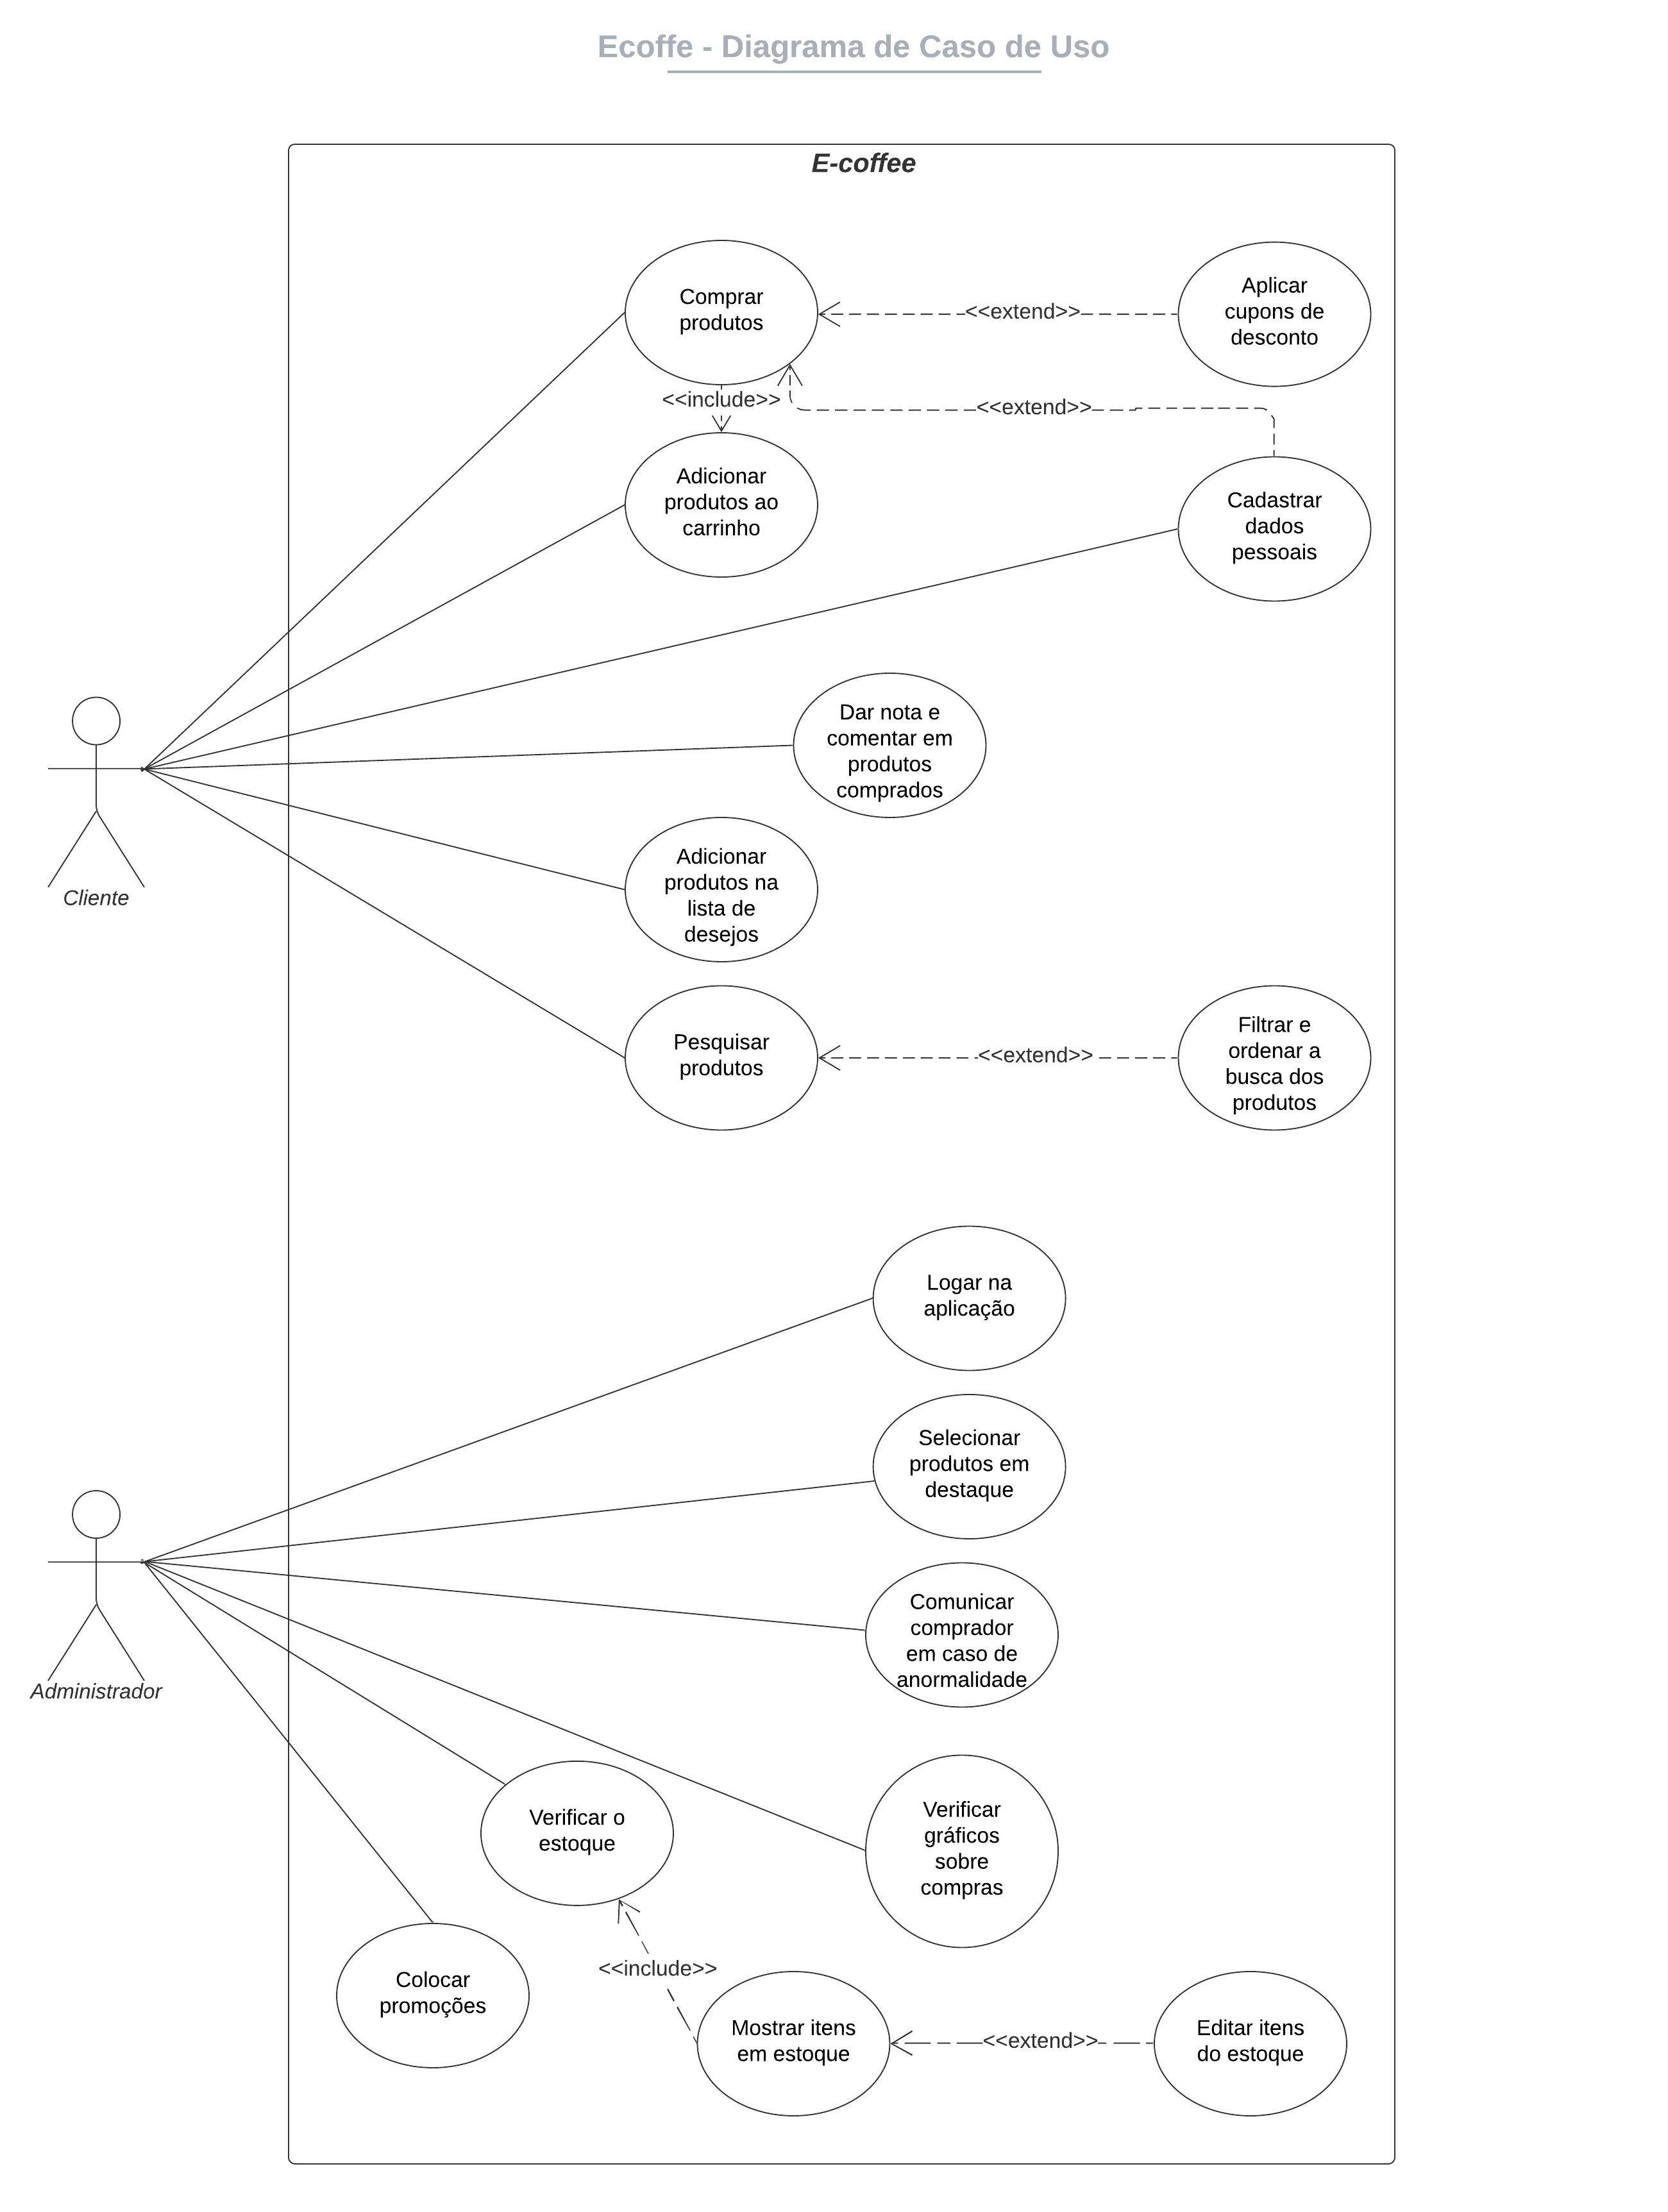 Ecoffe - Diagrama de Caso de Uso
E-coffee
Comprar
produtos
<<extend>>
Aplicar
cupons de
desconto
<<include>>
<<extend>>
Adicionar
produtos ao
carrinho
Cadastrar
dados
pessoais
Dar nota e
comentar em
produtos
comprados
Cliente
Adicionar
produtos na
lista de
desejos
Pesquisar
produtos
<<extend>>
Filtrar e
ordenar a
busca dos
produtos
Logar na
aplicação
Selecionar
produtos em
destaque
Comunicar
comprador
em caso de
anormalidade
Administrador
Verificar o
estoque
Verificar
gráficos
sobre
compras
<<include>>
Colocar
promoções
Mostrar itens
em estoque
<<extend>>
Editar itens
do estoque